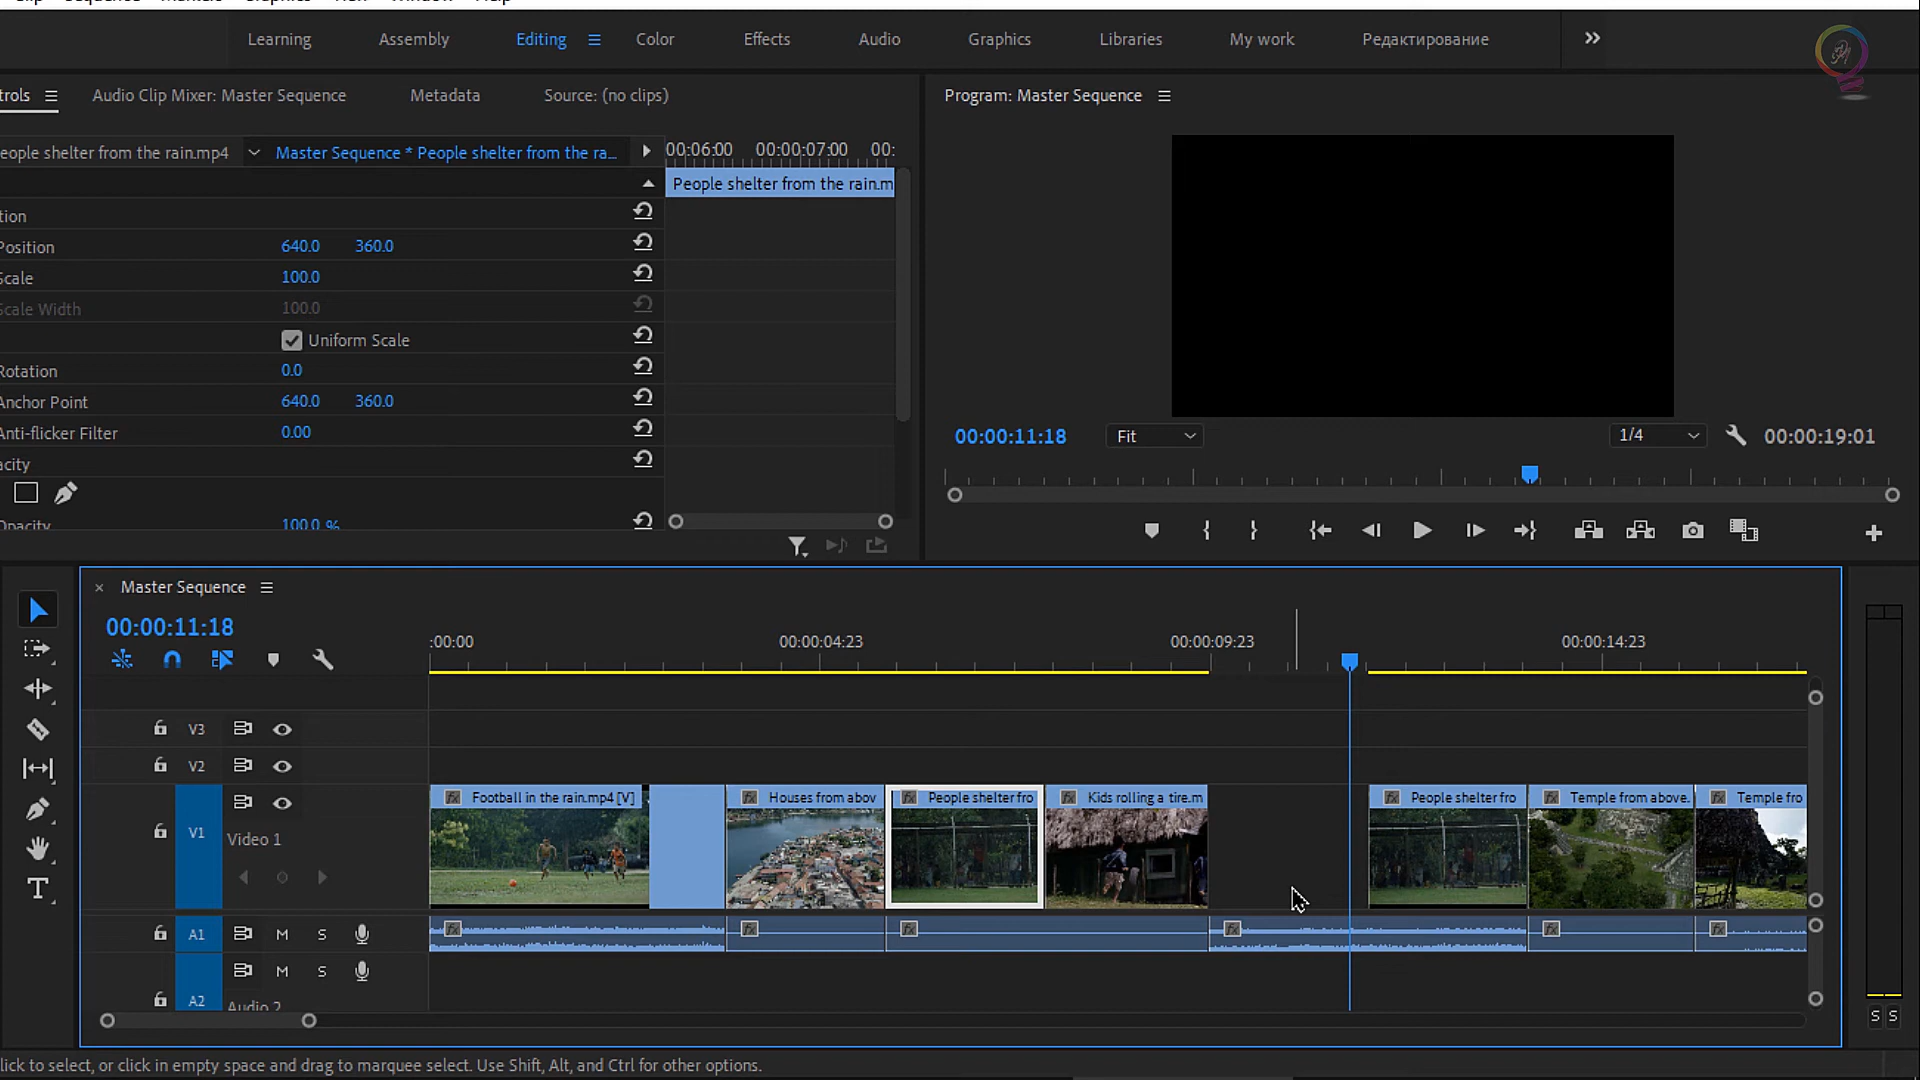 Learning Assembly Editing Color Effects Audio Graphics Libraries My work Редактирование
trols Audio Clip Mixer: Master Sequence Metadata Source: (no clips)
Program: Master Sequence
eople shelter from the rain.mp4 Master Sequence * People shelter from the ra... 00:06:00 00:00:07:00 00:
People shelter from the rain.m
tion
Position 640.0 360.0
Scale 100.0
Scale Width 100.0
Uniform Scale
Rotation 0.0
Anchor Point 640.0 360.0
Anti-flicker Filter 0.00
acity
Opacity 100.0 %
00:00:11:18 Fit 1/4 00:00:19:01
× Master Sequence
00:00:11:18
:00:00 00:00:04:23 00:00:09:23 00:00:14:23
V3
V2
V1 Video 1
Football in the rain.mp4 [V] Houses from abov People shelter fro Kids rolling a tire.m People shelter fro Temple from above. Temple fro
A1 M S
M S
A2 Audio 2
S S
lick to select, or click in empty space and drag to marquee select. Use Shift, Alt, and Ctrl for other options.